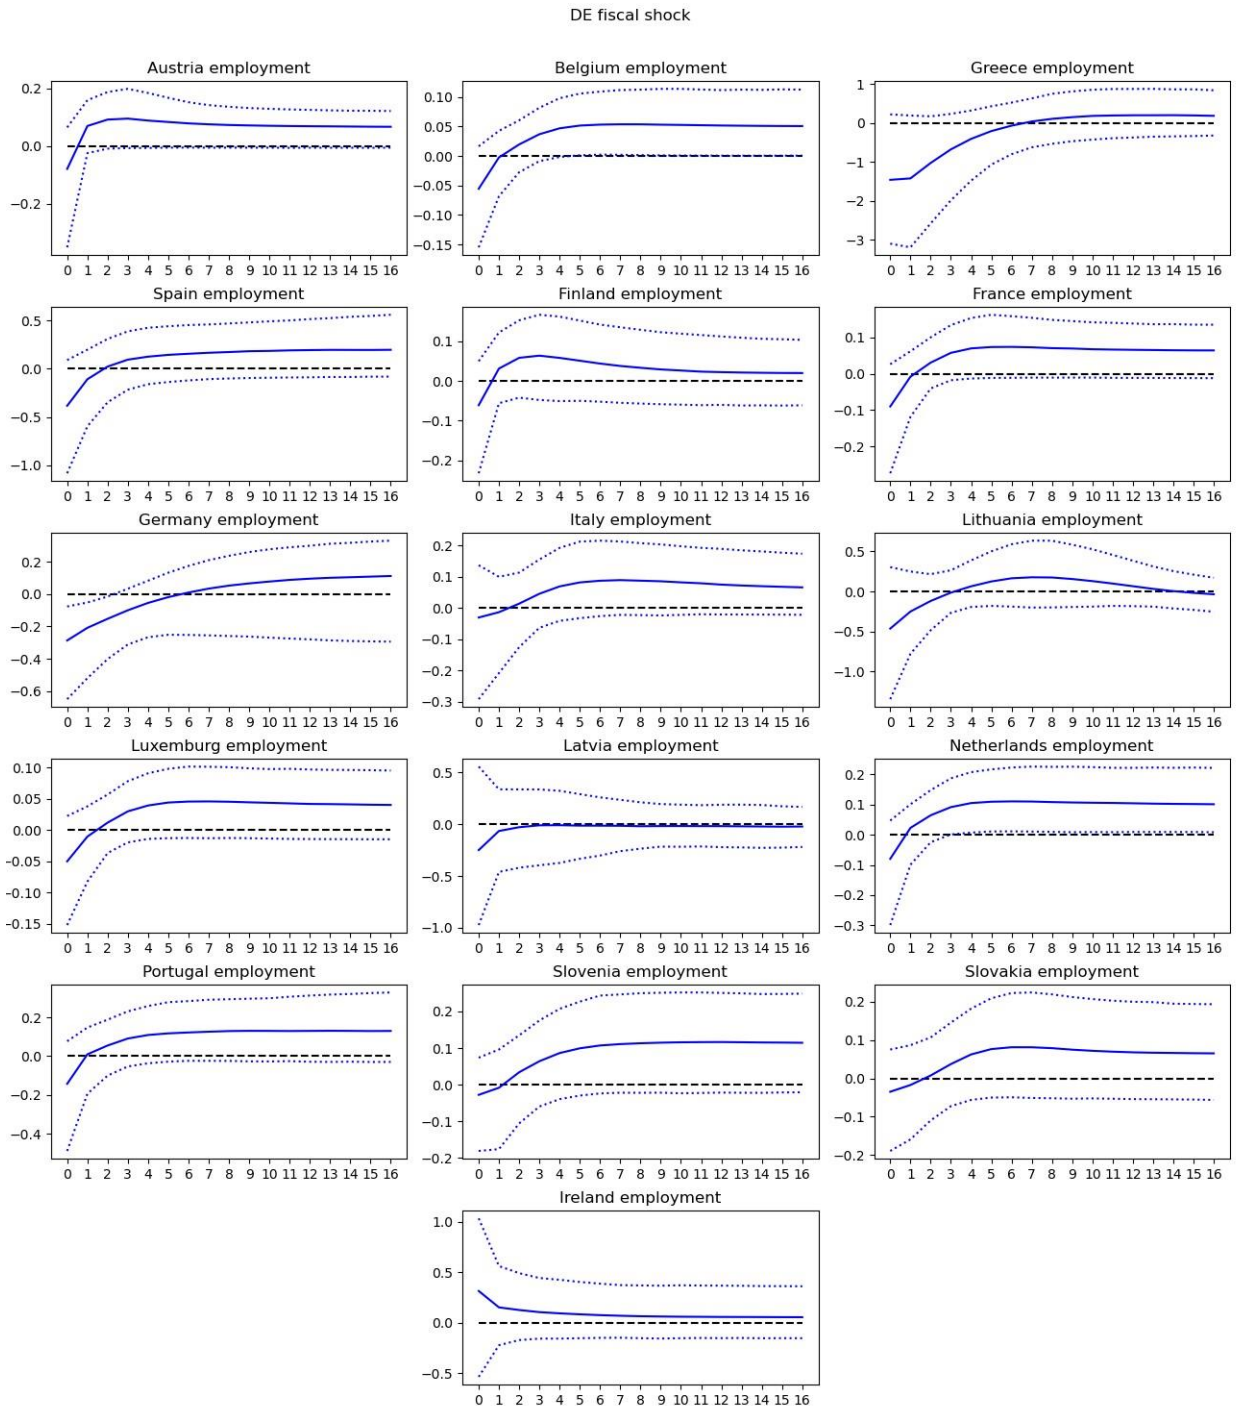 DE fiscal shock
Austria employment
0.2
0.0
−0.2
0 1 2 3 4 5 6 7 8 9 10 11 12 13 14 15 16
Belgium employment
0.10
0.05
0.00
−0.05
−0.10
−0.15
0 1 2 3 4 5 6 7 8 9 10 11 12 13 14 15 16
Greece employment
1
0
−1
−2
−3
0 1 2 3 4 5 6 7 8 9 10 11 12 13 14 15 16
Spain employment
0.5
0.0
−0.5
−1.0
0 1 2 3 4 5 6 7 8 9 10 11 12 13 14 15 16
Finland employment
0.1
0.0
−0.1
−0.2
0 1 2 3 4 5 6 7 8 9 10 11 12 13 14 15 16
France employment
0.1
0.0
−0.1
−0.2
0 1 2 3 4 5 6 7 8 9 10 11 12 13 14 15 16
Germany employment
0.2
0.0
−0.2
−0.4
−0.6
0 1 2 3 4 5 6 7 8 9 10 11 12 13 14 15 16
Italy employment
0.2
0.1
0.0
−0.1
−0.2
−0.3
0 1 2 3 4 5 6 7 8 9 10 11 12 13 14 15 16
Lithuania employment
0.5
0.0
−0.5
−1.0
0 1 2 3 4 5 6 7 8 9 10 11 12 13 14 15 16
Luxemburg employment
0.10
0.05
0.00
−0.05
−0.10
−0.15
0 1 2 3 4 5 6 7 8 9 10 11 12 13 14 15 16
Latvia employment
0.5
0.0
−0.5
−1.0
0 1 2 3 4 5 6 7 8 9 10 11 12 13 14 15 16
Netherlands employment
0.2
0.1
0.0
−0.1
−0.2
−0.3
0 1 2 3 4 5 6 7 8 9 10 11 12 13 14 15 16
Portugal employment
0.2
0.0
−0.2
−0.4
0 1 2 3 4 5 6 7 8 9 10 11 12 13 14 15 16
Slovenia employment
0.2
0.1
0.0
−0.1
−0.2
0 1 2 3 4 5 6 7 8 9 10 11 12 13 14 15 16
Slovakia employment
0.2
0.1
0.0
−0.1
−0.2
0 1 2 3 4 5 6 7 8 9 10 11 12 13 14 15 16
Ireland employment
1.0
0.5
0.0
−0.5
0 1 2 3 4 5 6 7 8 9 10 11 12 13 14 15 16